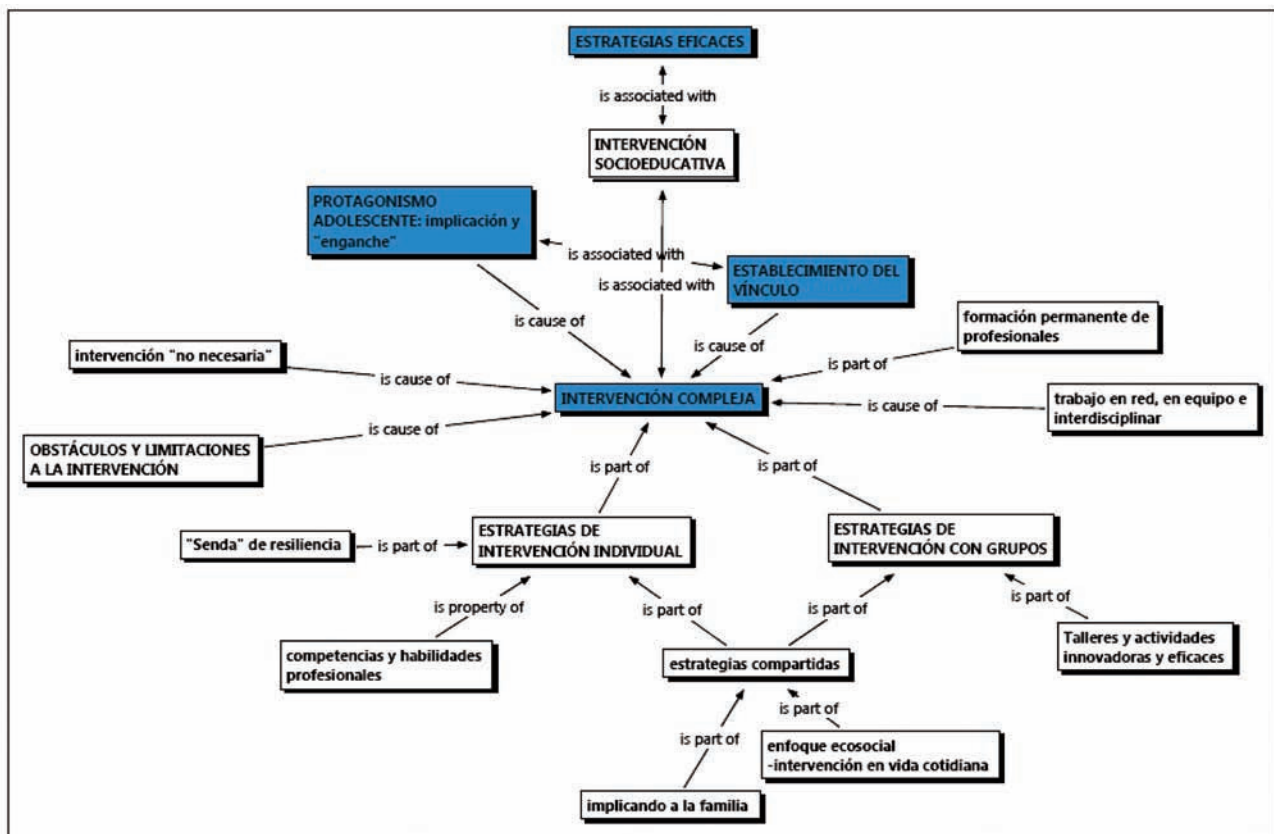 ESTRATEGIAS EFICACES
is associated with
INTERVENCIÓN
SOCIOEDUCATIVA
PROTAGONISMO
ADOLESCENTE: implicación y
"enganche"
is associated with
is associated with
ESTABLECIMIENTO DEL
VÍNCULO
is cause of
is cause of
formación permanente de
profesionales
is part of
intervención "no necesaria"
is cause of
INTERVENCIÓN COMPLEJA
trabajo en red, en equipo e
interdisciplinar
is cause of
OBSTÁCULOS Y LIMITACIONES
A LA INTERVENCIÓN
is cause of
is part of
is part of
"Senda" de resiliencia
is part of
ESTRATEGIAS DE
INTERVENCIÓN INDIVIDUAL
ESTRATEGIAS DE
INTERVENCIÓN CON GRUPOS
is property of
is part of
is part of
is part of
competencias y habilidades
profesionales
estrategias compartidas
Talleres y actividades
innovadoras y eficaces
is part of
is part of
enfoque ecosocial
-intervención en vida cotidiana
implicando a la familia